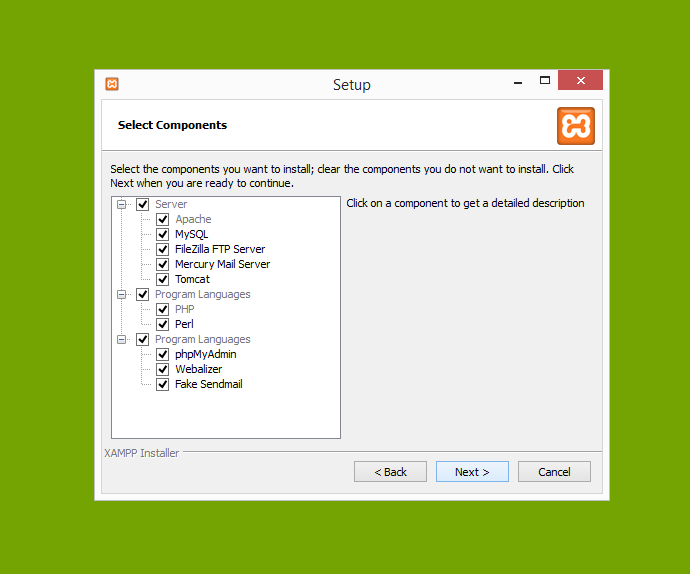 Setup
Select Components
Select the components you want to install; clear the components you do not want to install. Click
Next when you are ready to continue.
Server
Apache
MySQL
FileZilla FTP Server
Mercury Mail Server
Tomcat
Program Languages
PHP
Perl
Program Languages
phpMyAdmin
Webalizer
Fake Sendmail
Click on a component to get a detailed description
XAMPP Installer
< Back
Next >
Cancel